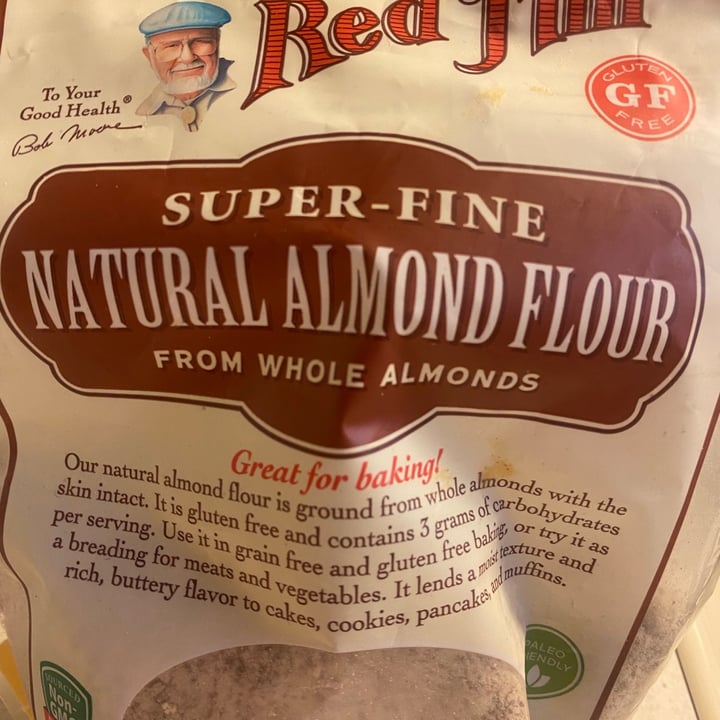 Red Mill
To Your
Good Health®
Bob Moore
GLUTEN
GF
FREE
SUPER-FINE
NATURAL ALMOND FLOUR
FROM WHOLE ALMONDS
Great for baking!
Our natural almond flour is ground from whole almonds with the
skin intact. It is gluten free and contains 3 grams of carbohydrates
per serving. Use it in grain free and gluten free baking, or try it as
a breading for meats and vegetables. It lends a moist texture and
rich, buttery flavor to cakes, cookies, pancakes, and muffins.
PALEO
SOURCED
Non-